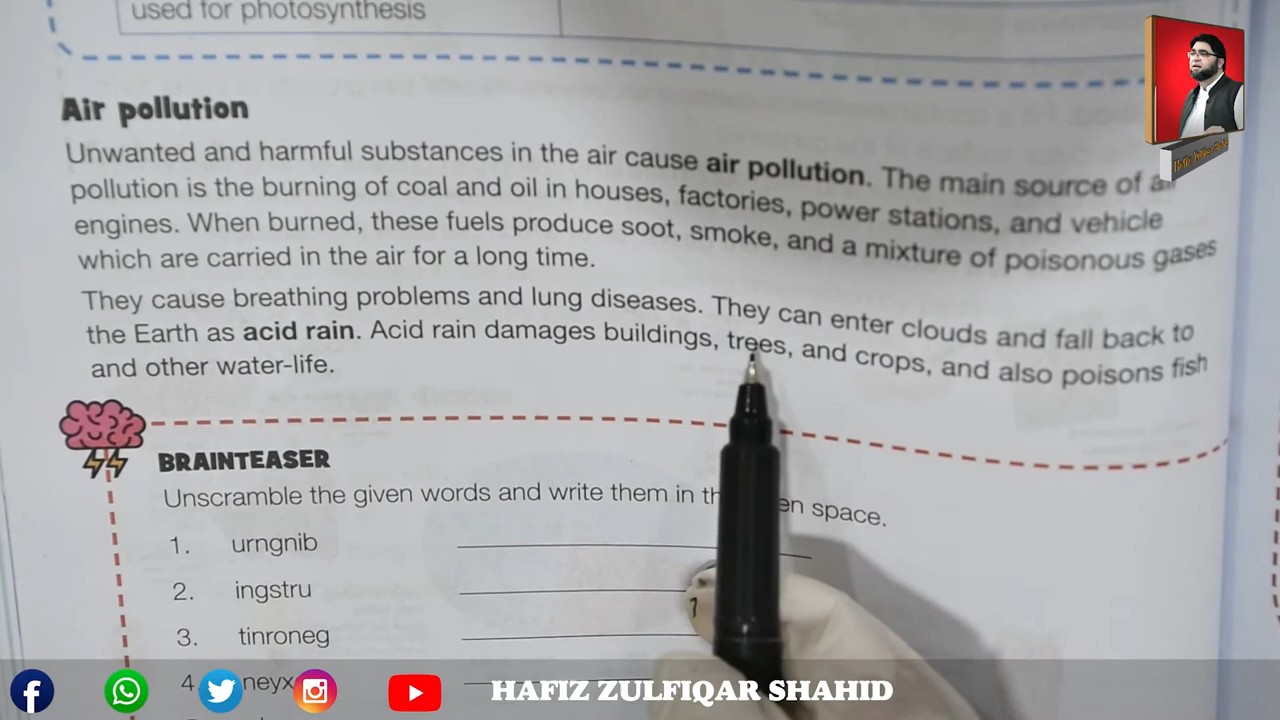 used for photosynthesis
Air pollution
Unwanted and harmful substances in the air cause air pollution. The main source of air
pollution is the burning of coal and oil in houses, factories, power stations, and vehicle
engines. When burned, these fuels produce soot, smoke, and a mixture of poisonous gases
which are carried in the air for a long time.
They cause breathing problems and lung diseases. They can enter clouds and fall back to
the Earth as acid rain. Acid rain damages buildings, trees, and crops, and also poisons fish
and other water-life.
BRAINTEASER
Unscramble the given words and write them in space.
1. urngnib
2. ingstru
3. tinroneg
4.
HAFIZ ZULFIQAR SHAHID